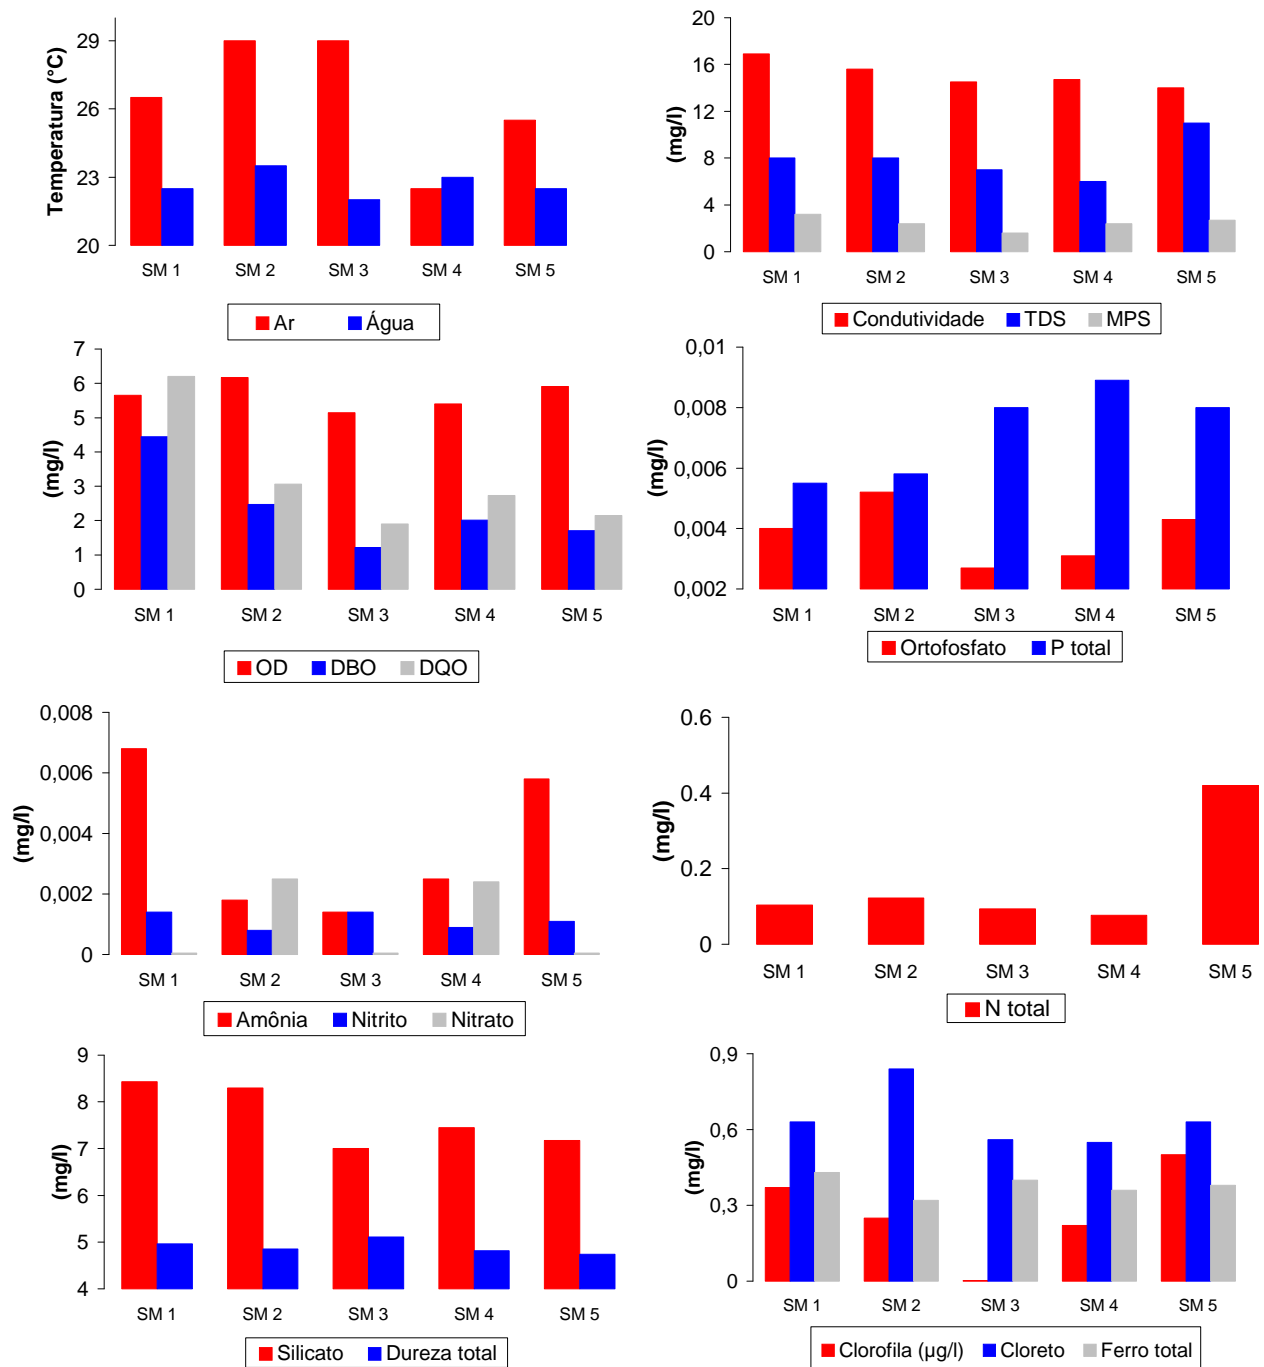 Temperatura (°C)
29
26
23
20
SM 1 SM 2 SM 3 SM 4 SM 5
Ar Água
(mg/l)
20
16
12
8
4
0
SM 1 SM 2 SM 3 SM 4 SM 5
Condutividade TDS MPS
(mg/l)
7
6
5
4
3
2
1
0
SM 1 SM 2 SM 3 SM 4 SM 5
OD DBO DQO
(mg/l)
0,01
0,008
0,006
0,004
0,002
SM 1 SM 2 SM 3 SM 4 SM 5
Ortofosfato P total
(mg/l)
0,008
0,006
0,004
0,002
0
SM 1 SM 2 SM 3 SM 4 SM 5
Amônia Nitrito Nitrato
(mg/l)
0.6
0.4
0.2
0
SM 1 SM 2 SM 3 SM 4 SM 5
N total
(mg/l)
9
8
7
6
5
4
SM 1 SM 2 SM 3 SM 4 SM 5
Silicato Dureza total
(mg/l)
0,9
0,6
0,3
0
SM 1 SM 2 SM 3 SM 4 SM 5
Clorofila (µg/l) Cloreto Ferro total